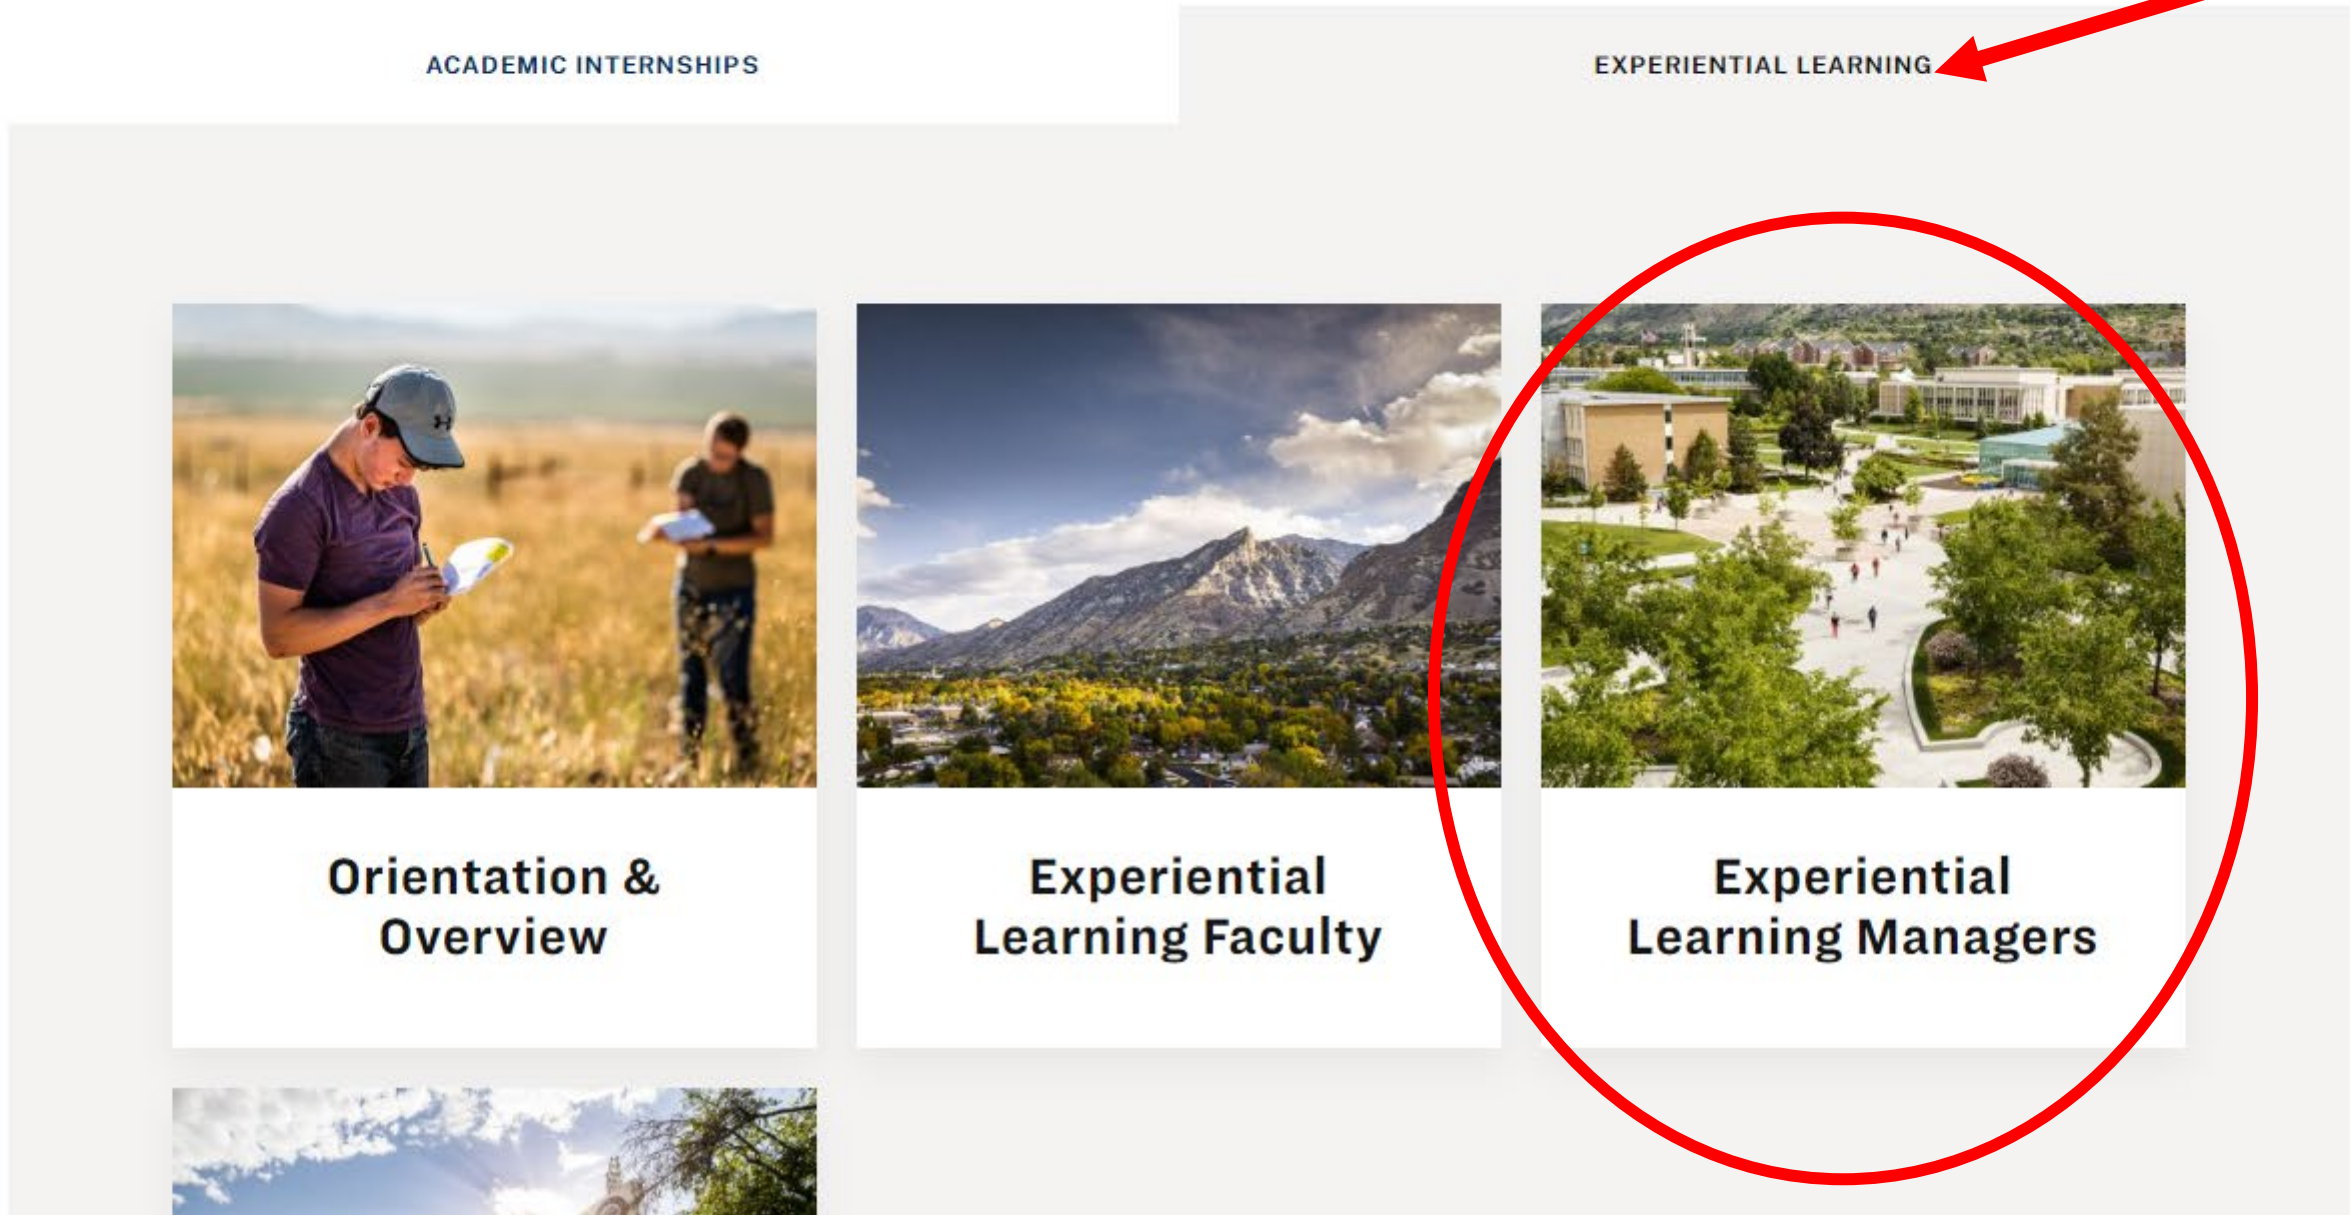 ACADEMIC INTERNSHIPS
EXPERIENTIAL LEARNING
Orientation &
Overview
Experiential
Learning Faculty
Experiential
Learning Managers